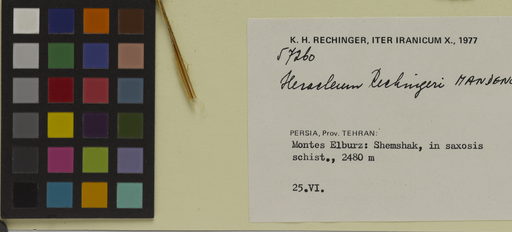 K. H. RECHINGER, ITER IRANICUM X., 1977
57260
Heracleum Rechingeri MANDENO
PERSIA, Prov. TEHRAN:
Montes Elburz: Shemshak, in saxosis
schist., 2480 m
25.VI.